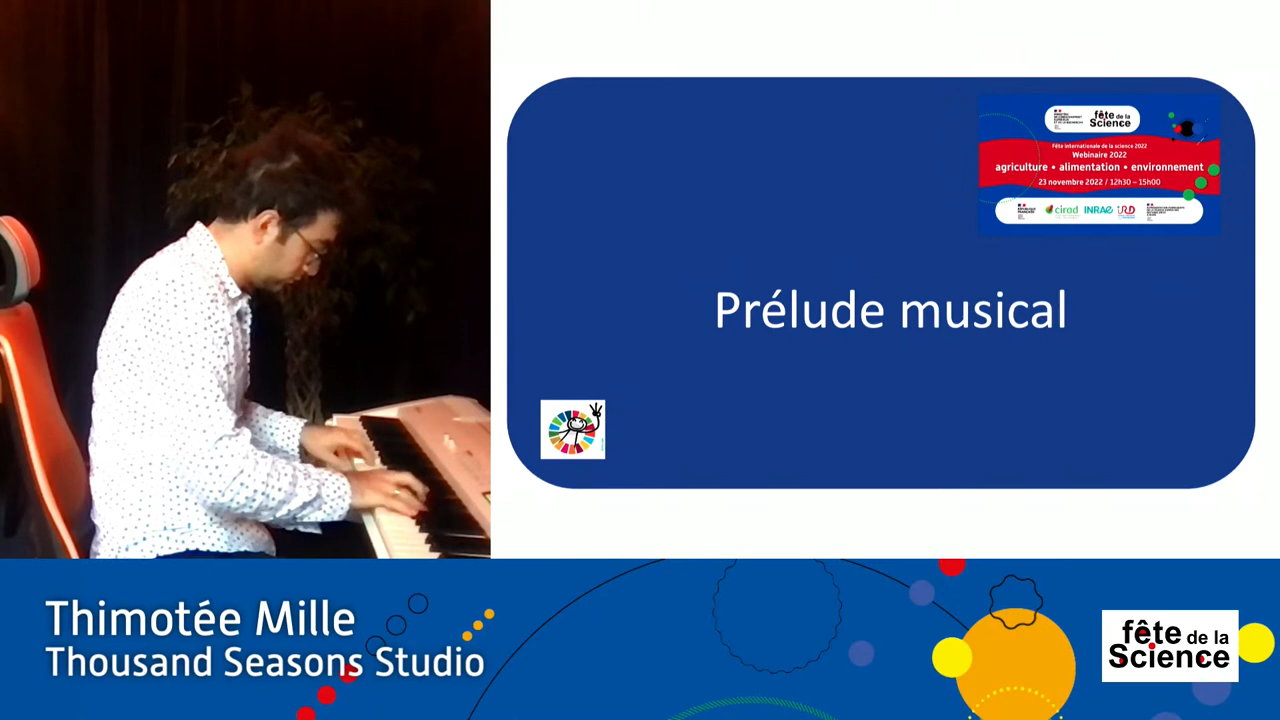 fête de la
Science
Fête internationale de la science 2022
Webinaire 2022
agriculture • alimentation • environnement
23 novembre 2022 / 12h30 – 15h00
cirad INRAE IRD
Prélude musical
Thimotée Mille
Thousand Seasons Studio
fête de la
Science